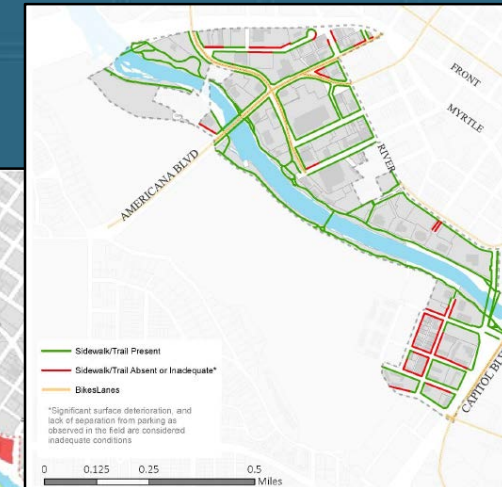 FRONT
MYRTLE
RIVER
AMERICANA BLVD
CAPITOL
Sidewalk/Trail Present
Sidewalk/Trail Absent or Inadequate*
BikesLanes
*Significant surface deterioration, and
lack of separation from parking as
observed in the field are considered
inadequate conditions
0 0.125 0.25 0.5
Miles